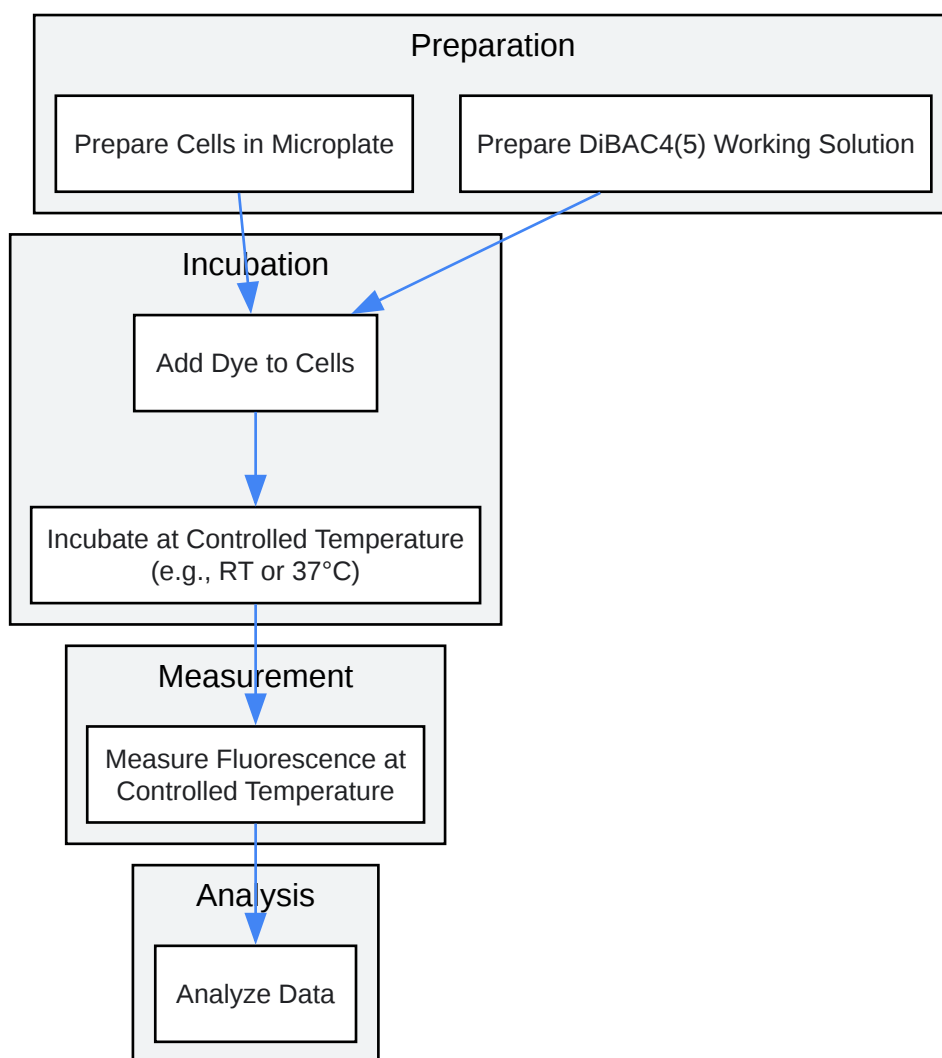 Preparation
Prepare Cells in Microplate
Prepare DiBAC4(5) Working Solution
Incubation
Add Dye to Cells
Incubate at Controlled Temperature
(e.g., RT or 37°C)
Measurement
Measure Fluorescence at
Controlled Temperature
Analysis
Analyze Data